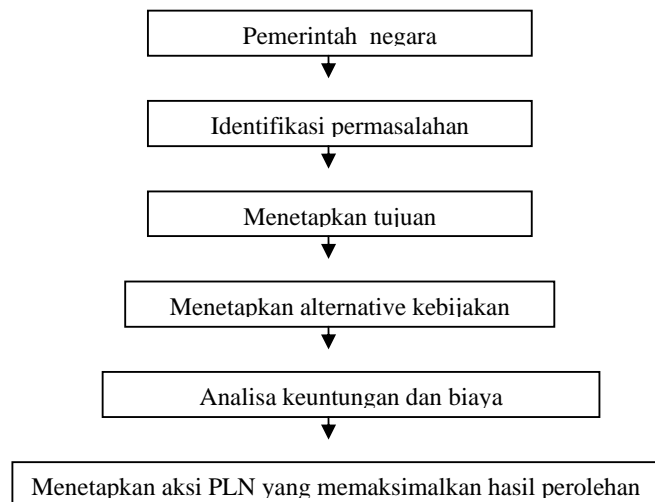 Pemerintah negara
Identifikasi permasalahan
Menetapkan tujuan
Menetapkan alternative kebijakan
Analisa keuntungan dan biaya
Menetapkan aksi PLN yang memaksimalkan hasil perolehan